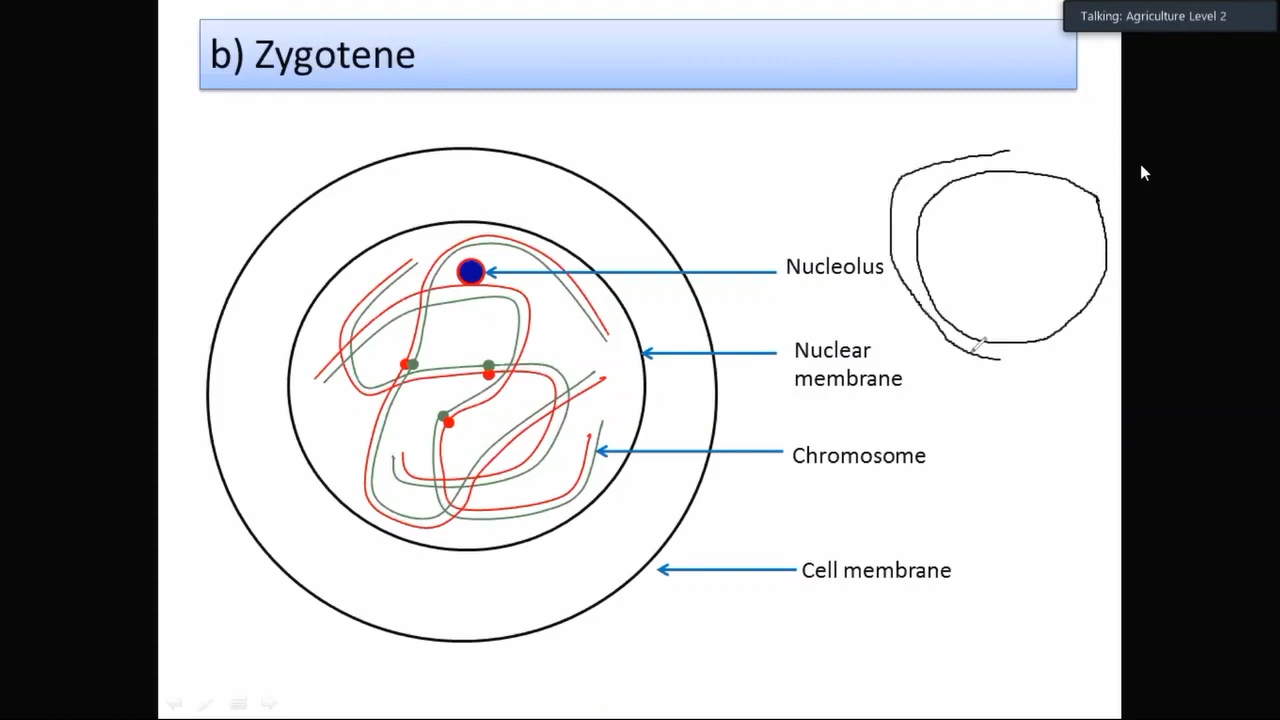 Talking: Agriculture Level 2
b) Zygotene
Nucleolus
Nuclear
membrane
Chromosome
Cell membrane